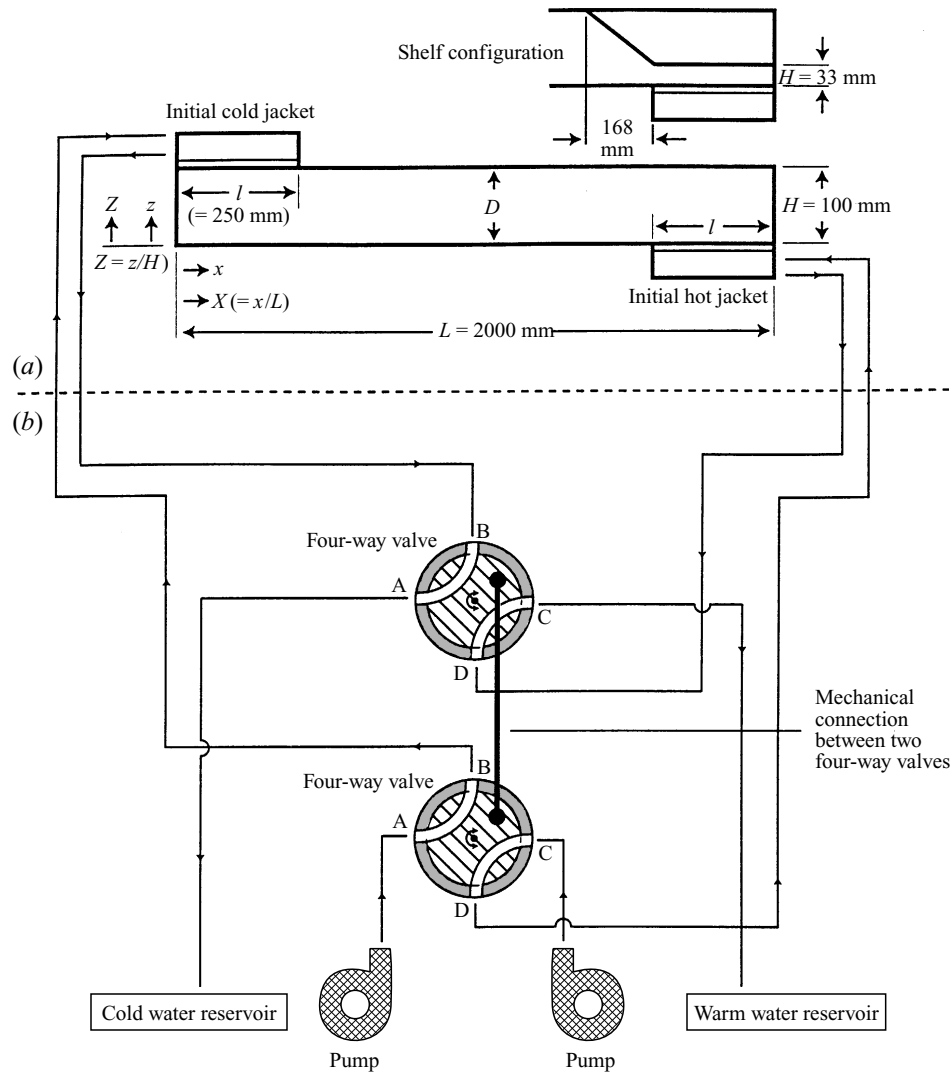 Shelf configuration
H = 33 mm
168
mm
Initial cold jacket
l
(= 250 mm)
D
H = 100 mm
l
Z
z
Z = z/H)
x
X (= x/L)
Initial hot jacket
L = 2000 mm
(a)
(b)
Four-way valve
B
A
C
D
Mechanical
connection
between two
four-way valves
Four-way valve
B
A
C
D
Cold water reservoir
Warm water reservoir
Pump
Pump